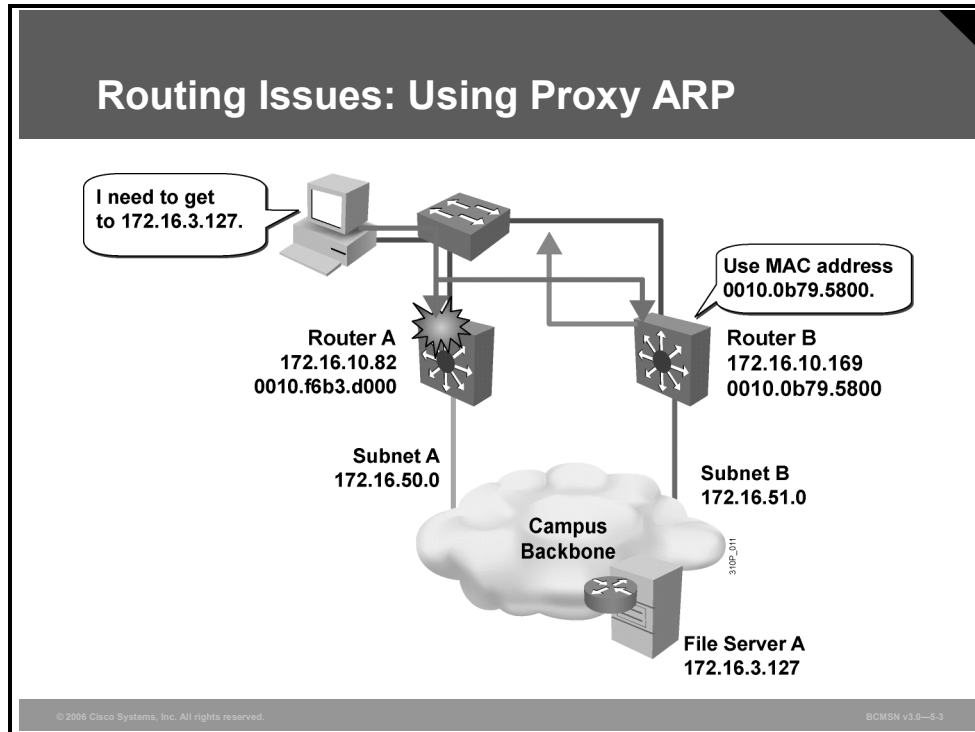 Routing Issues: Using Proxy ARP
I need to get
to 172.16.3.127.
Use MAC address
0010.0b79.5800.
Router A
172.16.10.82
0010.f6b3.d000
Router B
172.16.10.169
0010.0b79.5800
Subnet A
172.16.50.0
Subnet B
172.16.51.0
Campus
Backbone
310P_011
File Server A
172.16.3.127
© 2006 Cisco Systems, Inc. All rights reserved.
BCMSN v3.0—5-3